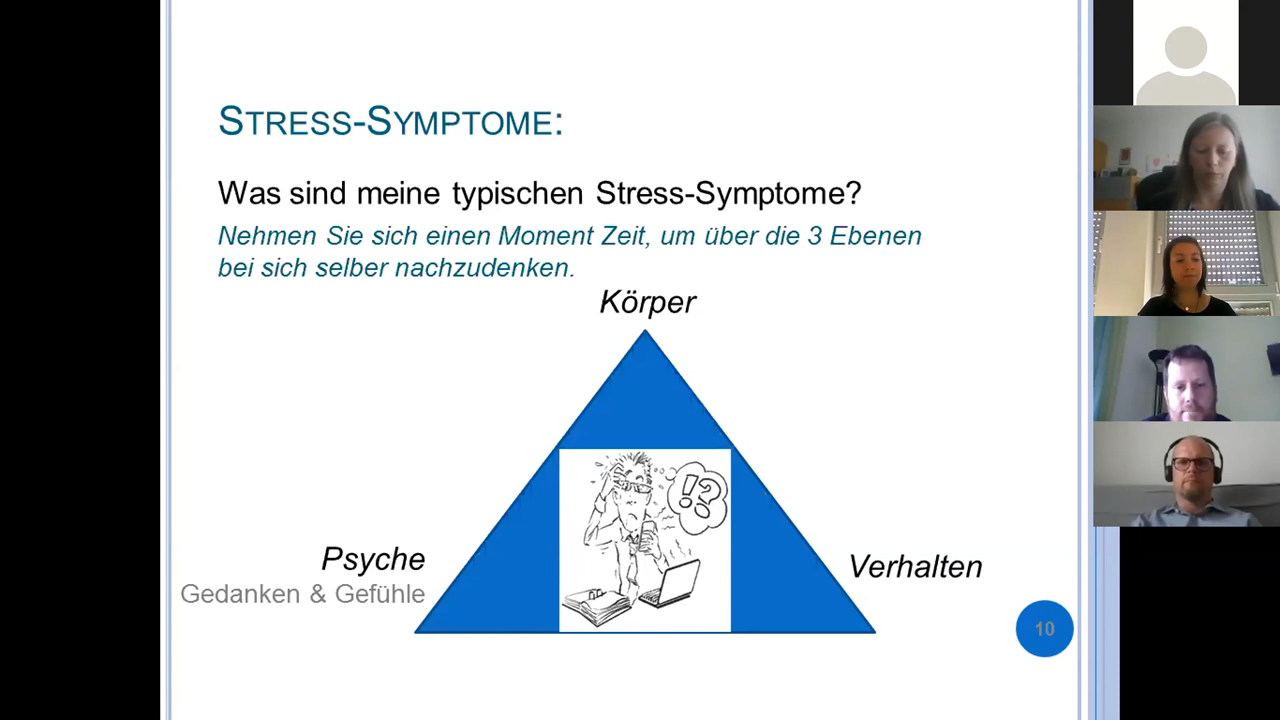 STRESS-SYMPTOME:
Was sind meine typischen Stress-Symptome?
Nehmen Sie sich einen Moment Zeit, um über die 3 Ebenen
bei sich selber nachzudenken.
Körper
!?
Psyche
Gedanken & Gefühle
Verhalten
10